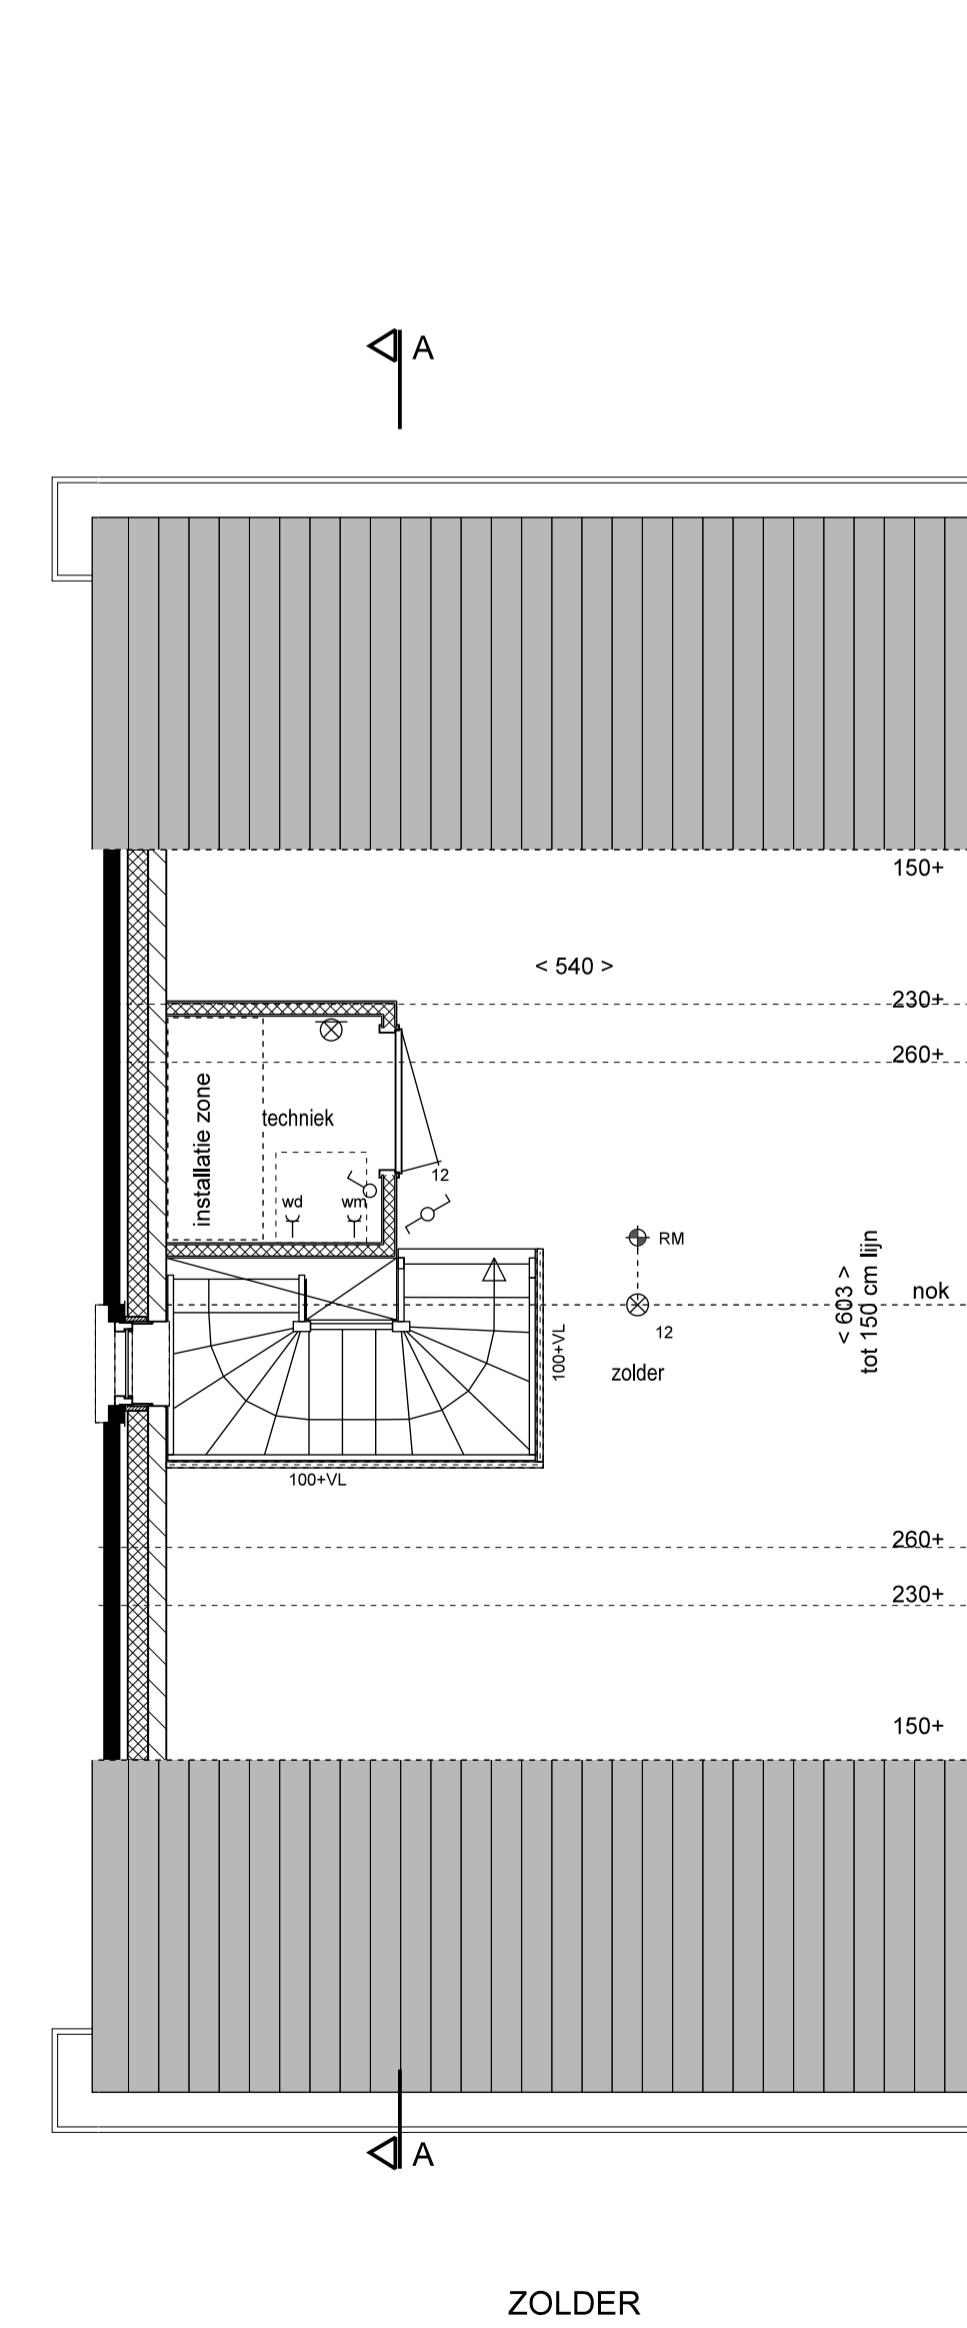 A
150+
< 540 >
230+
260+
installatie zone
techniek
12
wd
wm
RM
< 603 >
tot 150 cm lijn
nok
12
100+VL
zolder
100+VL
260+
230+
150+
A
ZOLDER